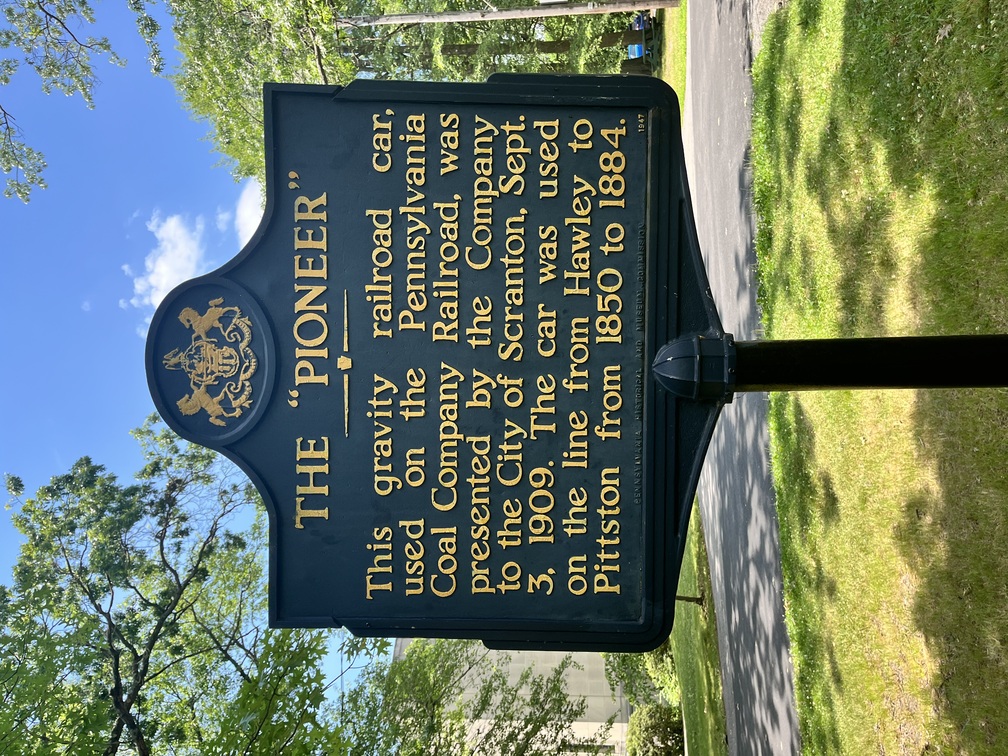 THE "PIONEER"
This gravity railroad car,
used on the Pennsylvania
Coal Company Railroad, was
presented by the Company
to the City of Scranton, Sept.
3, 1909. The car was used
on the line from Hawley to
Pittston from 1850 to 1884.
PENNSYLVANIA HISTORICAL AND MUSEUM COMMISSION 1947